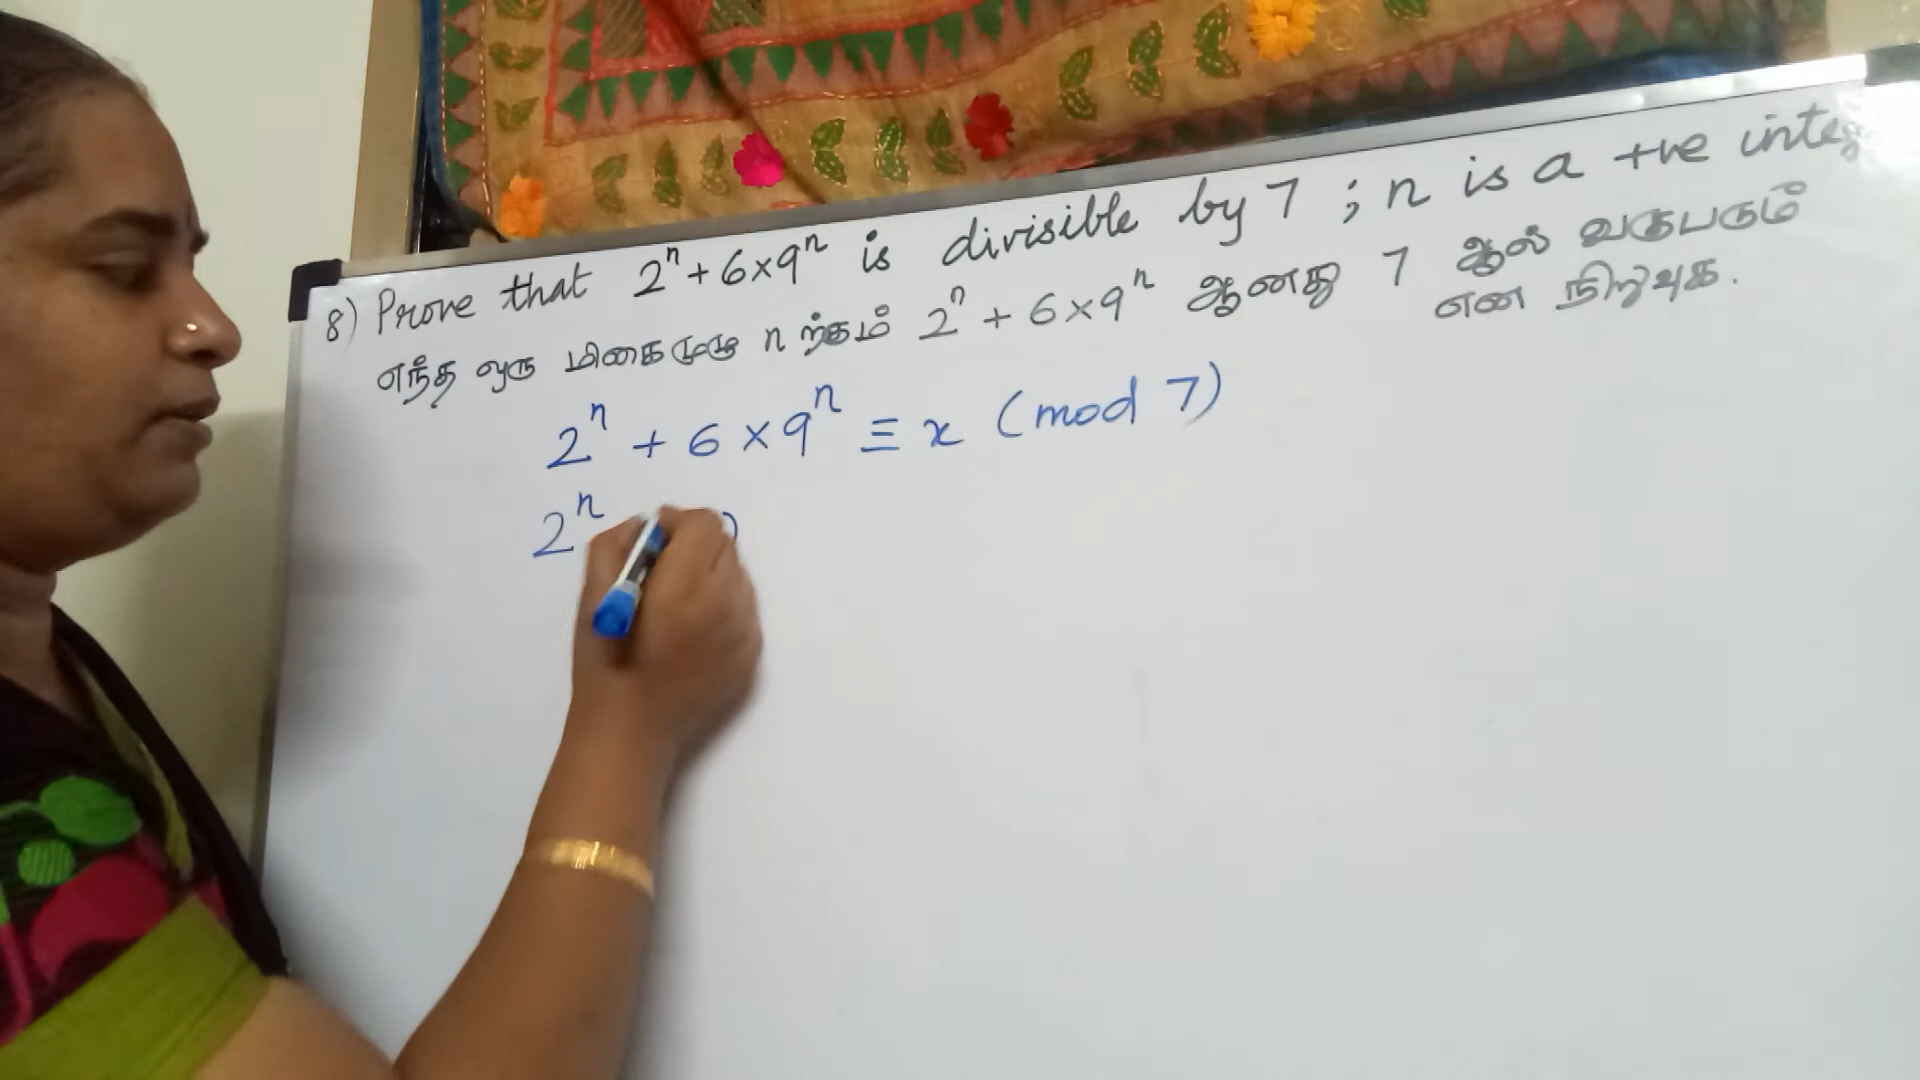 8) Prove that 2ⁿ + 6 × 9ⁿ is divisible by 7 ; n is a +ve integ
எந்த ஒரு மிகைமுழு n ற்கும் 2ⁿ + 6 × 9ⁿ ஆனது 7 ஆல் வகுபடும்
என நிறுவுக.
2ⁿ + 6 × 9ⁿ ≡ x (mod 7)
2ⁿ